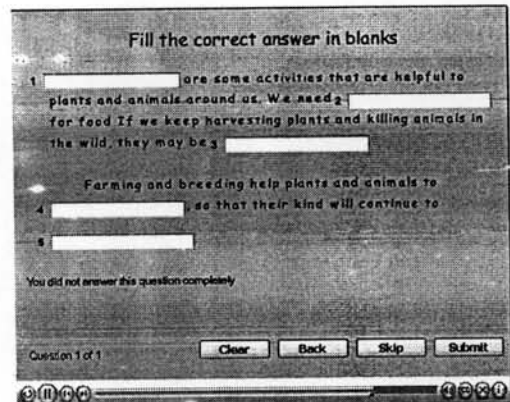 Fill the correct answer in blanks
1 are some activities that are helpful to
plants and animals around us. We need 2
for food If we keep harvesting plants and killing animals in
the wild, they may be 3
Farming and breeding help plants and animals to
4 , so that their kind will continue to
5
You did not answer this question completely
Question 1 of 1
Clear Back Skip Submit